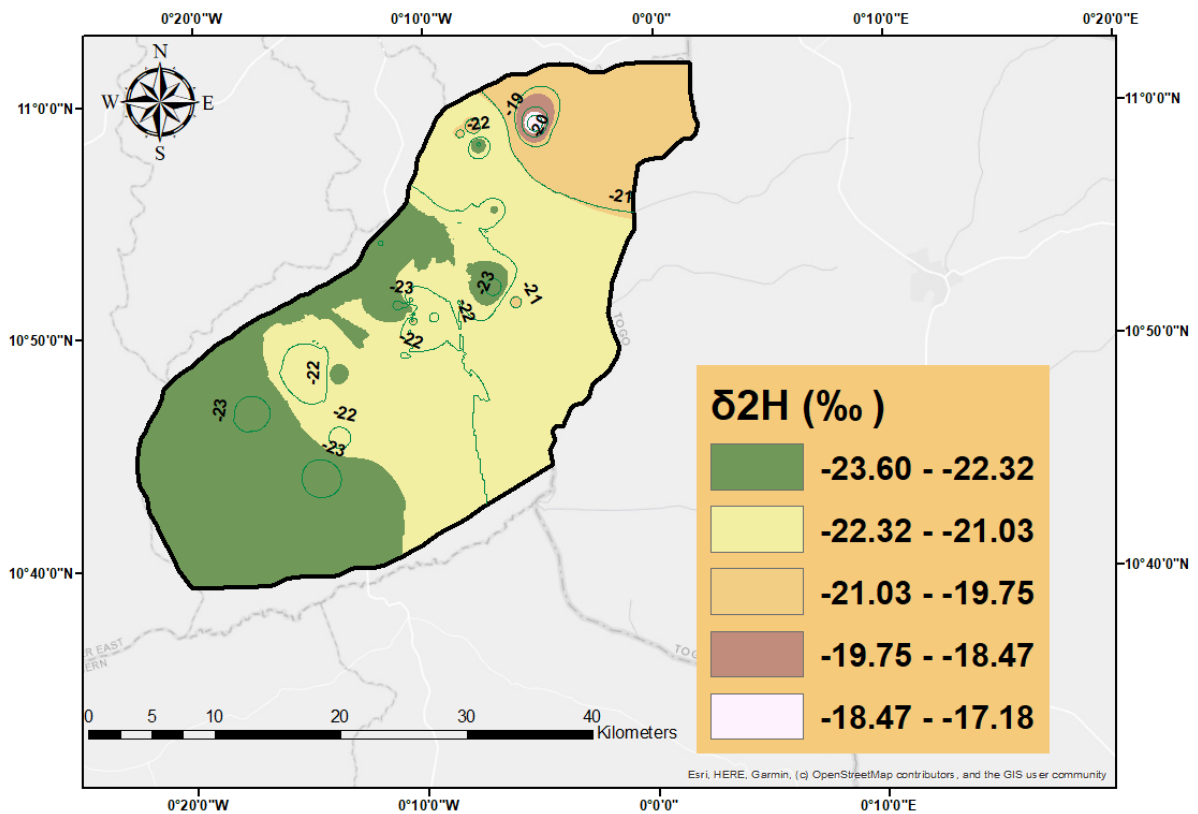 0°20'0"W 0°10'0"W 0°0'0" 0°10'0"E 0°20'0"E
N
W E
S
11°0'0"N
11°0'0"N
-19
-20
-22
-21
-23
-23
-21
-22
-22
10°50'0"N
10°50'0"N
TOGO
-22
-23
-22
-23
δ2H (‰ )
-23.60 - -22.32
-22.32 - -21.03
-21.03 - -19.75
-19.75 - -18.47
-18.47 - -17.18
10°40'0"N
10°40'0"N
EAST
0 5 10 20 30 40
Kilometers
Esri, HERE, Garmin, (c) OpenStreetMap contributors, and the GIS user community
0°20'0"W 0°10'0"W 0°0'0" 0°10'0"E